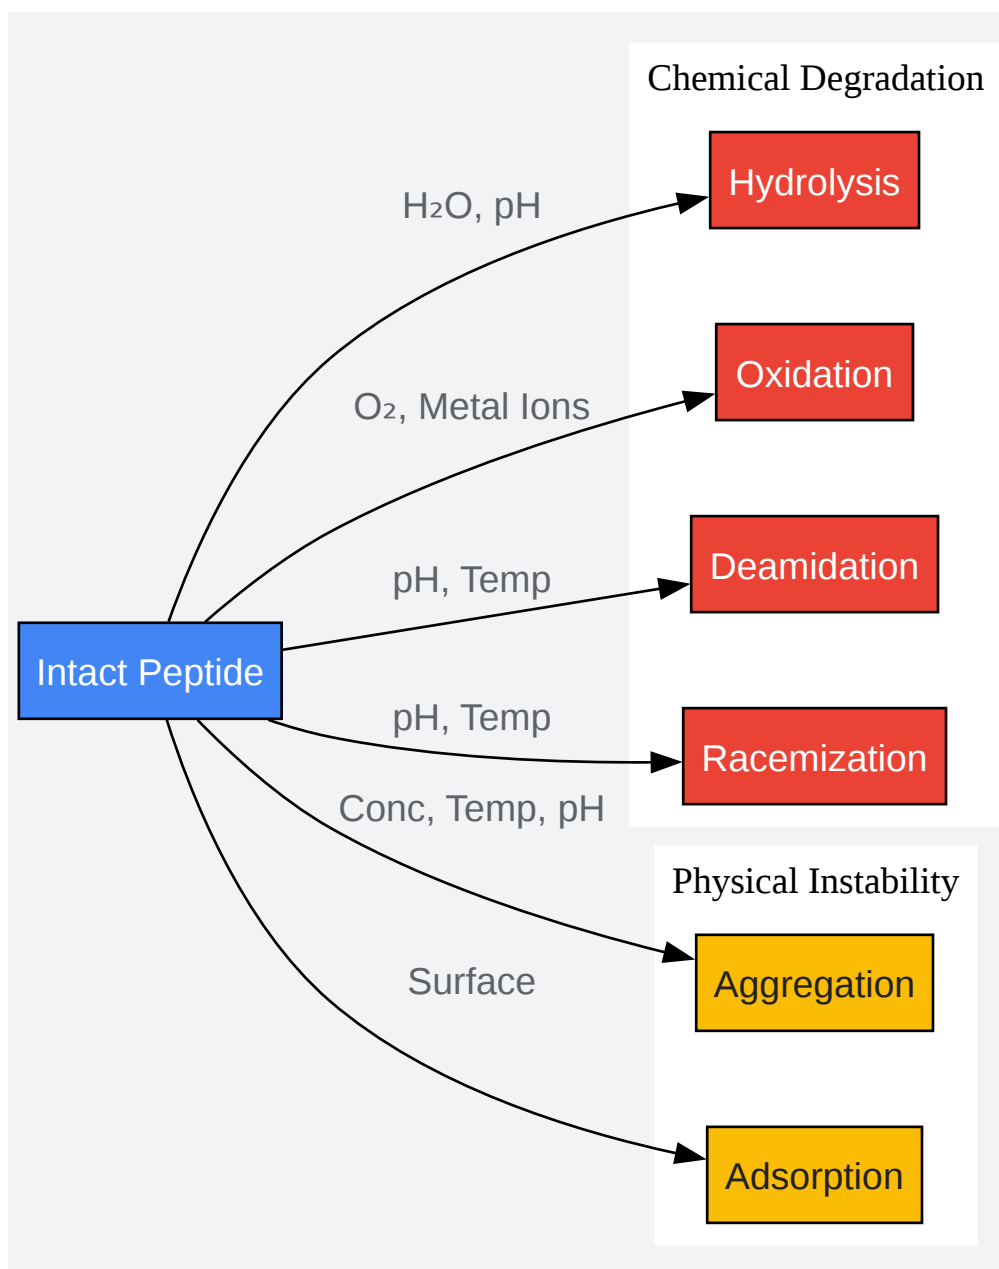 Chemical Degradation
Hydrolysis
H₂O, pH
Oxidation
O₂, Metal Ions
Deamidation
pH, Temp
Intact Peptide
pH, Temp
Racemization
Conc, Temp, pH
Physical Instability
Aggregation
Surface
Adsorption